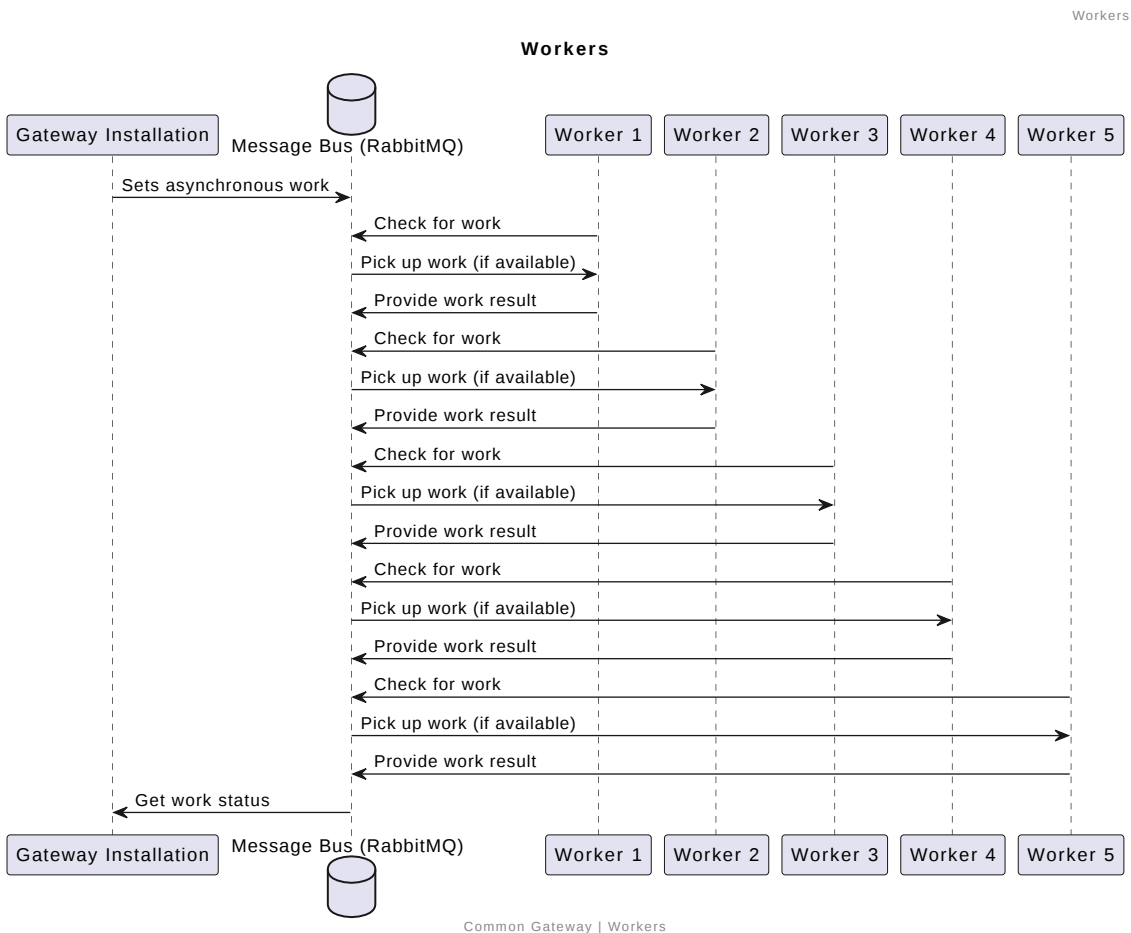 Workers
Workers
Gateway Installation
Message Bus (RabbitMQ)
Worker 1
Worker 2
Worker 3
Worker 4
Worker 5
Sets asynchronous work
Check for work
Pick up work (if available)
Provide work result
Check for work
Pick up work (if available)
Provide work result
Check for work
Pick up work (if available)
Provide work result
Check for work
Pick up work (if available)
Provide work result
Check for work
Pick up work (if available)
Provide work result
Get work status
Gateway Installation
Message Bus (RabbitMQ)
Worker 1
Worker 2
Worker 3
Worker 4
Worker 5
Common Gateway | Workers